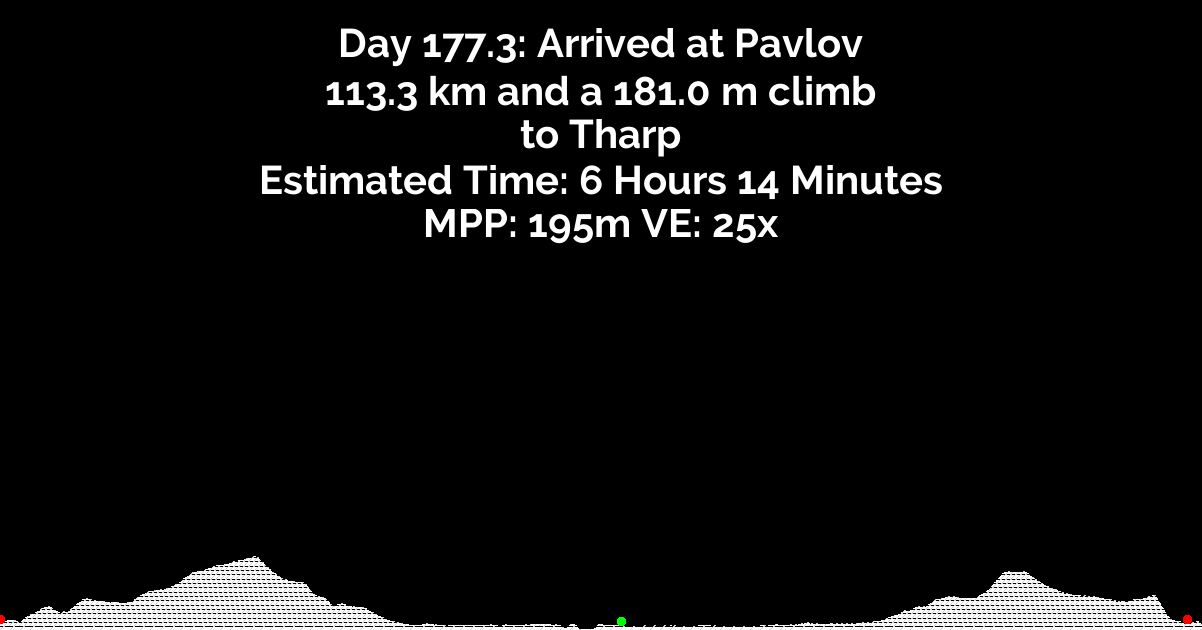 Day 177.3: Arrived at Pavlov
113.3 km and a 181.0 m climb
to Tharp
Estimated Time: 6 Hours 14 Minutes
MPP: 195m VE: 25x